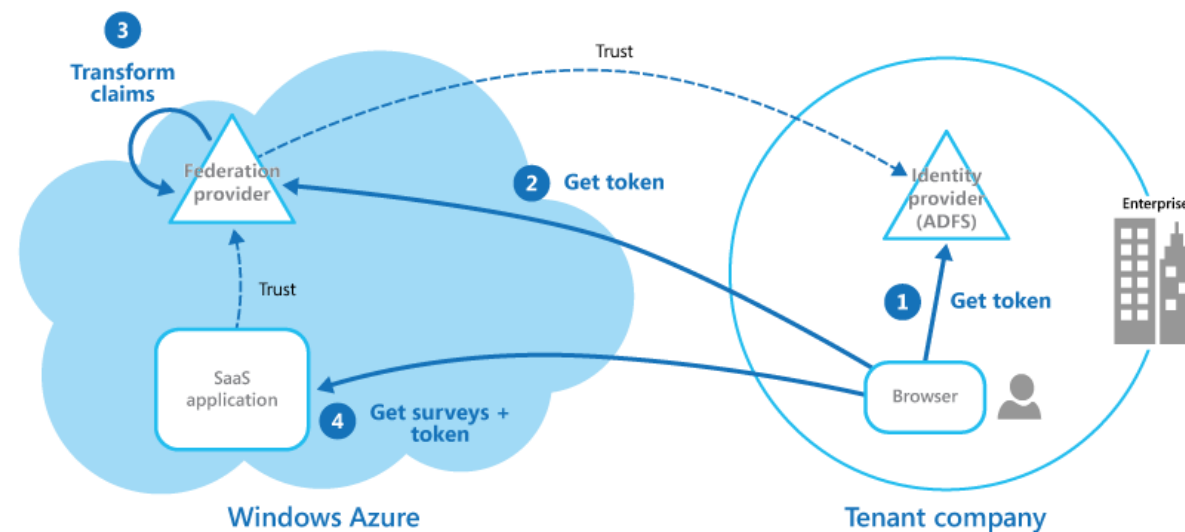 3
Transform
claims
Trust
Federation
provider
2 Get token
Identity
provider
(ADFS)
Enterprise
Trust
1 Get token
SaaS
application
Browser
4 Get surveys +
token
Windows Azure
Tenant company